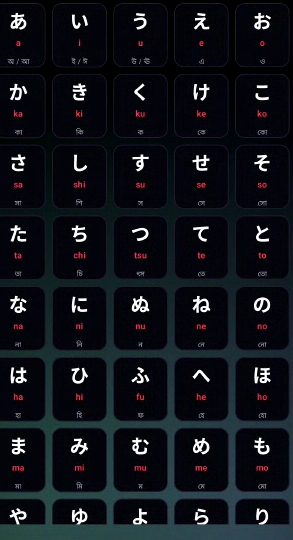 あ い う え お
a i u e o
অ / আ ই / ঈ উ / ঊ এ ও
か き く け こ
ka ki ku ke ko
কা কি ক কে কো
さ し す せ そ
sa shi su se so
সা শি স সে সো
た ち つ て と
ta chi tsu te to
তা চি ৎস তে তো
な に ぬ ね の
na ni nu ne no
না নি ন নে নো
は ひ ふ へ ほ
ha hi fu he ho
হা হি ফ হে হো
ま み む め も
ma mi mu me mo
মা মি ম মে মো
や ゆ よ ら り